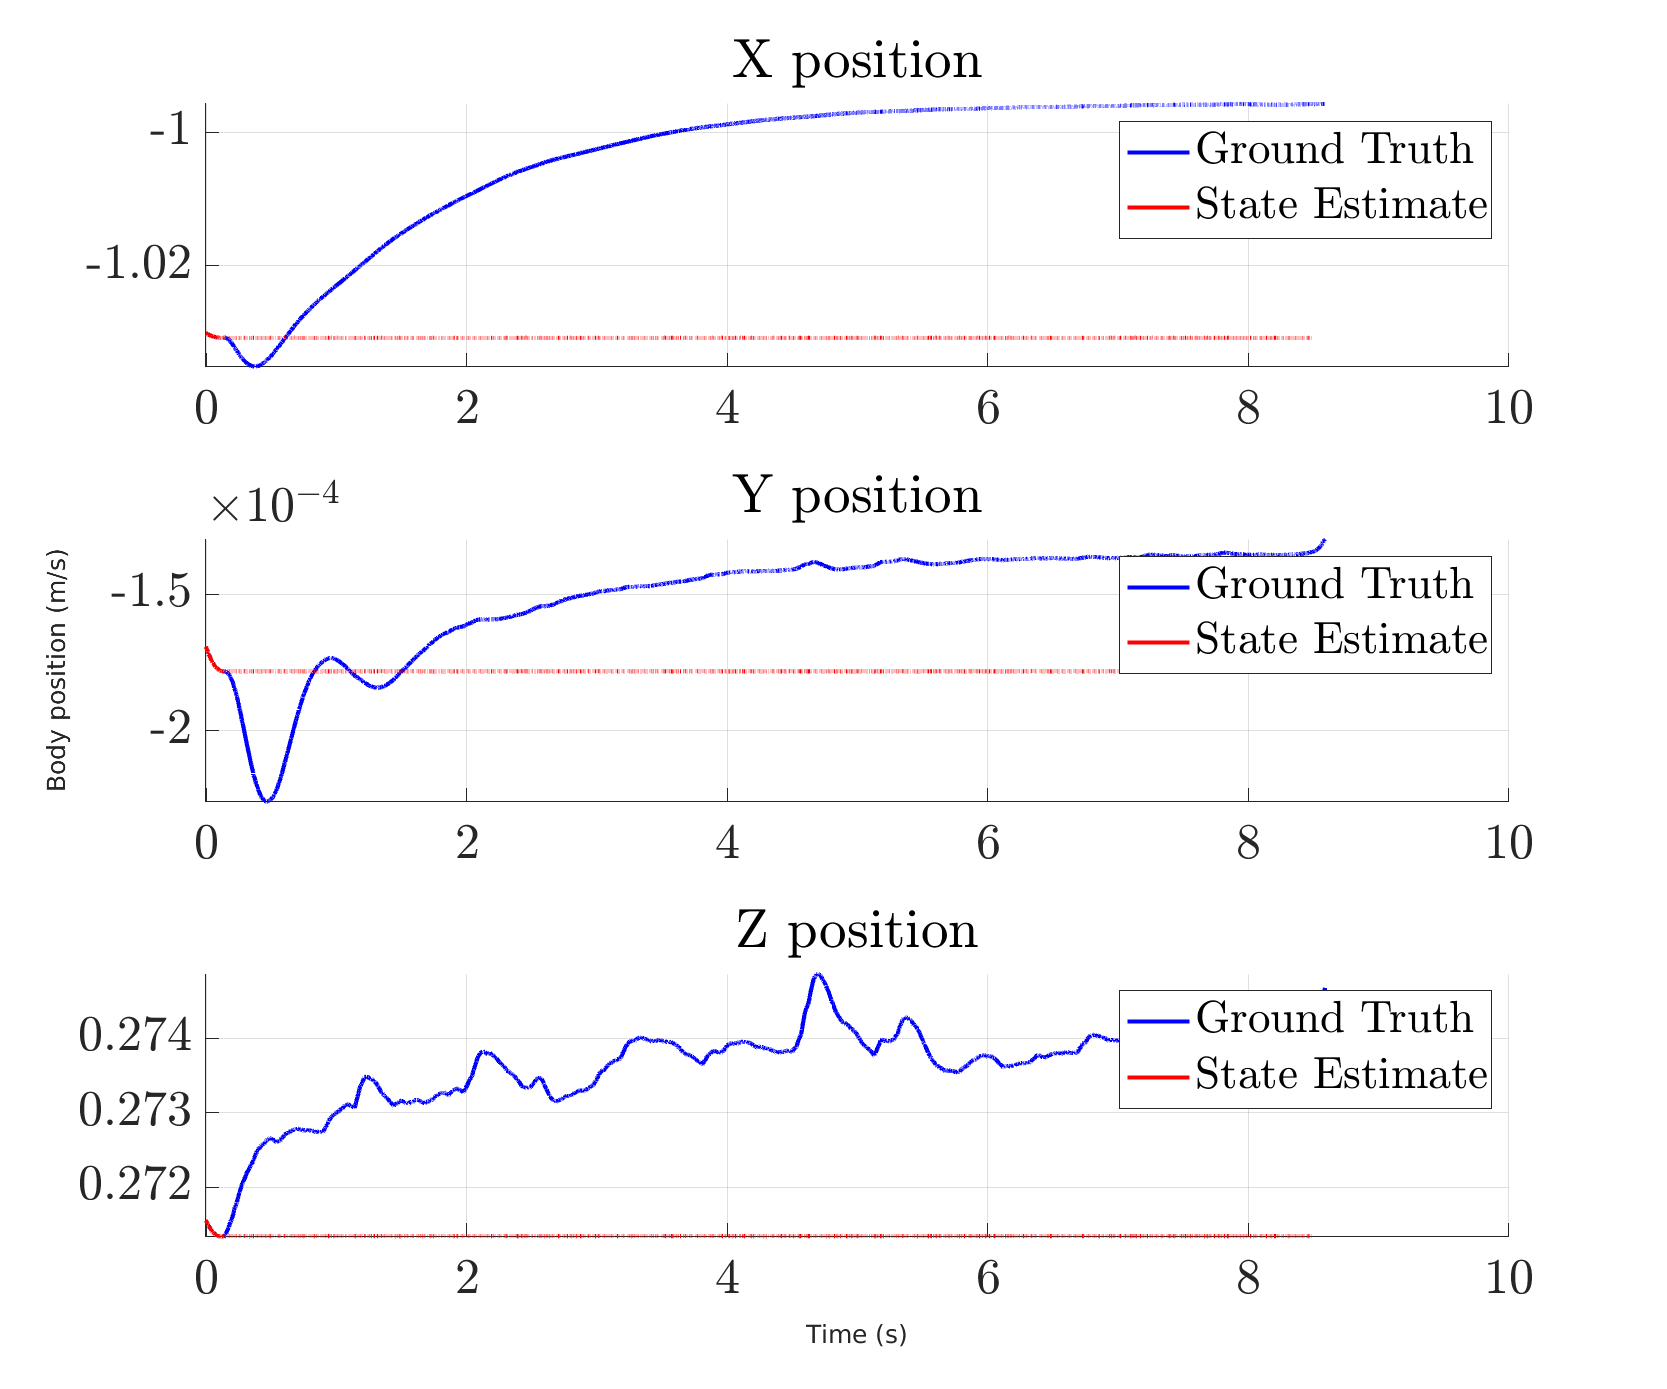 X position
-1
-1.02
Ground Truth
State Estimate
0 2 4 6 8 10
Y position
×10⁻⁴
-1.5
-2
Body position (m/s)
Ground Truth
State Estimate
0 2 4 6 8 10
Z position
0.274
0.273
0.272
Ground Truth
State Estimate
0 2 4 6 8 10
Time (s)